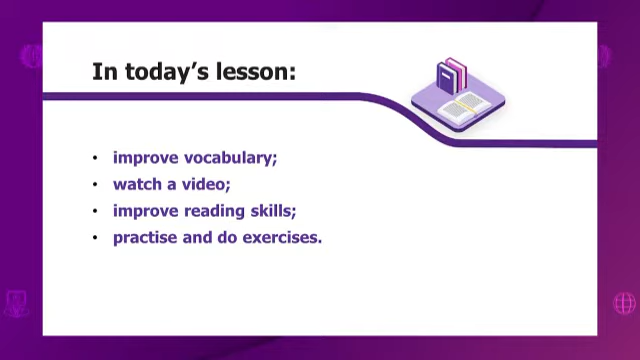 In today's lesson:
• improve vocabulary;
• watch a video;
• improve reading skills;
• practise and do exercises.